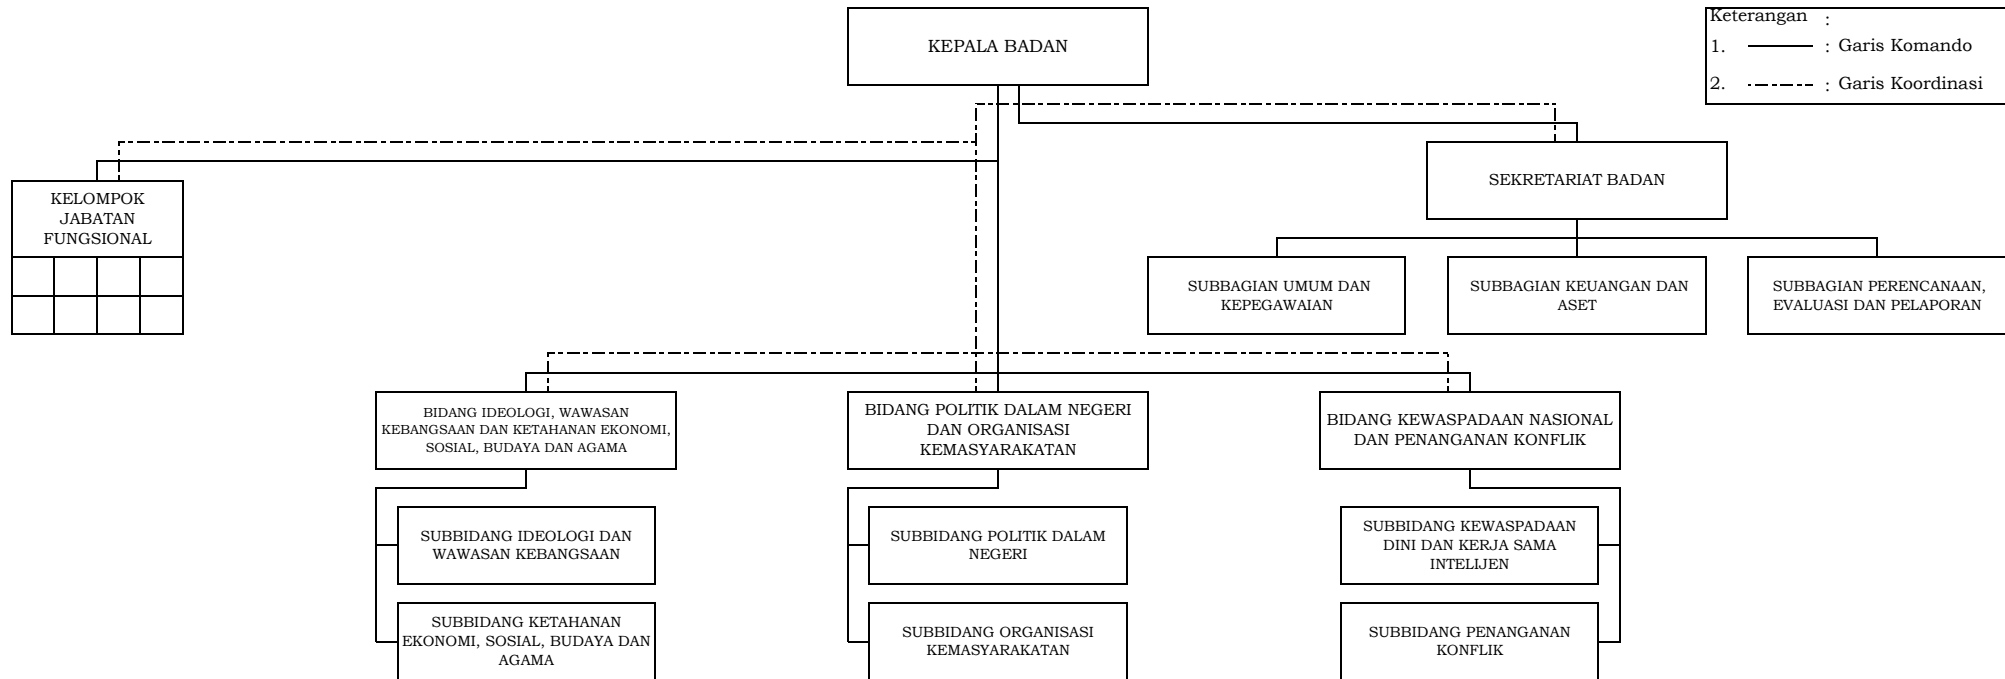 KEPALA BADAN
Keterangan :
1. : Garis Komando
2. : Garis Koordinasi
KELOMPOK
JABATAN
FUNGSIONAL
SEKRETARIAT BADAN
SUBBAGIAN UMUM DAN
KEPEGAWAIAN
SUBBAGIAN KEUANGAN DAN
ASET
SUBBAGIAN PERENCANAAN,
EVALUASI DAN PELAPORAN
BIDANG IDEOLOGI, WAWASAN
KEBANGSAAN DAN KETAHANAN EKONOMI,
SOSIAL, BUDAYA DAN AGAMA
BIDANG POLITIK DALAM NEGERI
DAN ORGANISASI
KEMASYARAKATAN
BIDANG KEWASPADAAN NASIONAL
DAN PENANGANAN KONFLIK
SUBBIDANG IDEOLOGI DAN
WAWASAN KEBANGSAAN
SUBBIDANG POLITIK DALAM
NEGERI
SUBBIDANG KEWASPADAAN
DINI DAN KERJA SAMA
INTELIJEN
SUBBIDANG KETAHANAN
EKONOMI, SOSIAL, BUDAYA DAN
AGAMA
SUBBIDANG ORGANISASI
KEMASYARAKATAN
SUBBIDANG PENANGANAN
KONFLIK